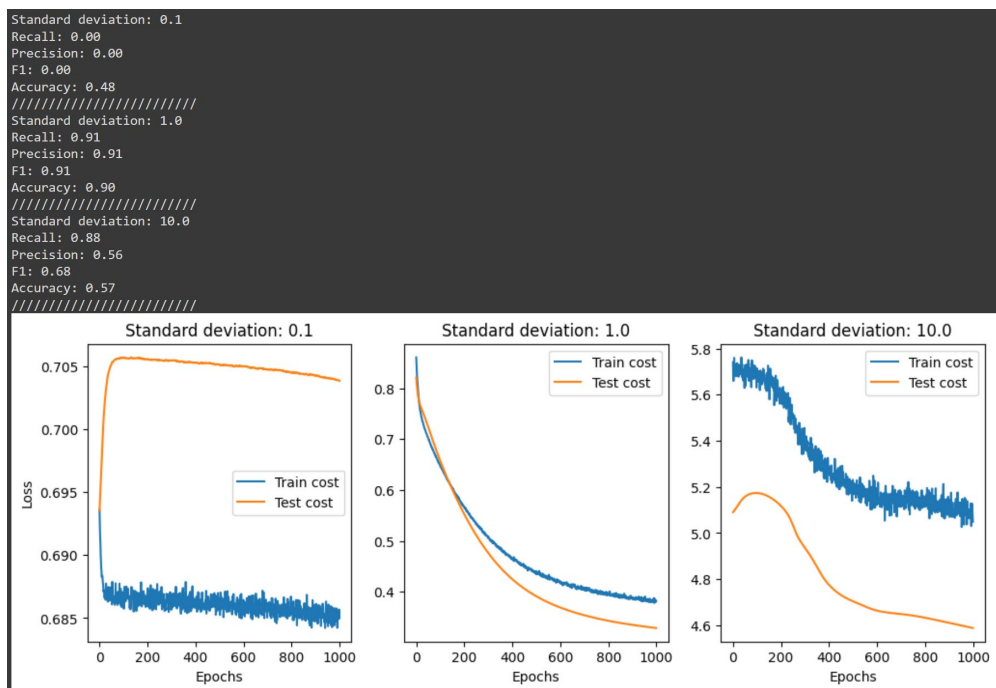 Standard deviation: 0.1
Recall: 0.00
Precision: 0.00
F1: 0.00
Accuracy: 0.48
/////////////////////////
Standard deviation: 1.0
Recall: 0.91
Precision: 0.91
F1: 0.91
Accuracy: 0.90
/////////////////////////
Standard deviation: 10.0
Recall: 0.88
Precision: 0.56
F1: 0.68
Accuracy: 0.57
/////////////////////////
Standard deviation: 0.1
0.705
0.700
0.695
0.690
0.685
Loss
Train cost
Test cost
0 200 400 600 800 1000
Epochs
Standard deviation: 1.0
0.8
0.7
0.6
0.5
0.4
Train cost
Test cost
0 200 400 600 800 1000
Epochs
Standard deviation: 10.0
5.8
5.6
5.4
5.2
5.0
4.8
4.6
Train cost
Test cost
0 200 400 600 800 1000
Epochs